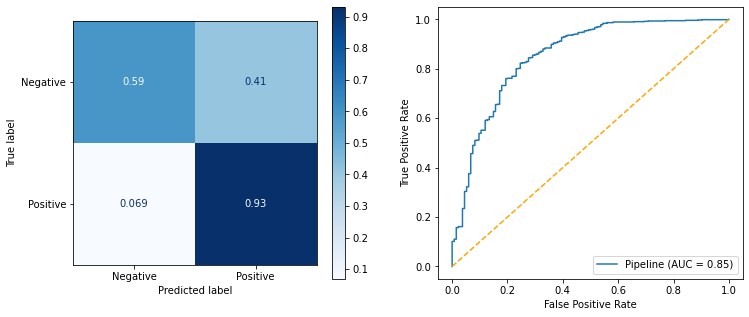 Negative
Positive
True label
0.59
0.41
0.069
0.93
Negative
Positive
Predicted label
0.9
0.8
0.7
0.6
0.5
0.4
0.3
0.2
0.1
1.0
0.8
0.6
0.4
0.2
0.0
True Positive Rate
Pipeline (AUC = 0.85)
0.0
0.2
0.4
0.6
0.8
1.0
False Positive Rate